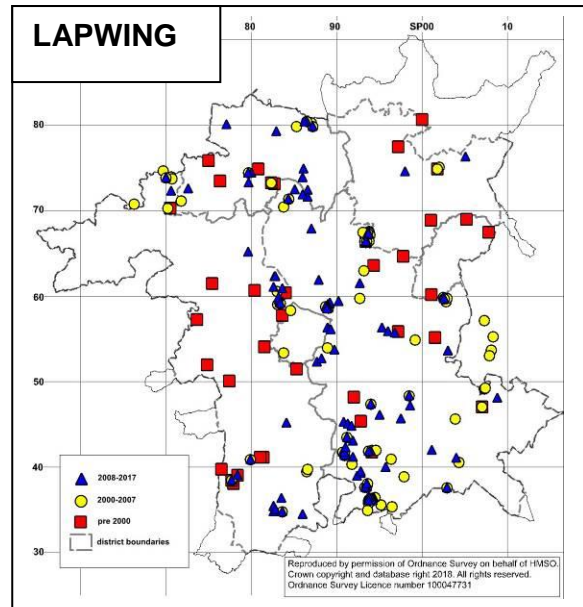 LAPWING
80 90 SP00 10
80
70
60
50
40
30
2008-2017
2000-2007
pre 2000
district boundaries
Reproduced by permission of Ordnance Survey on behalf of HMSO.
Crown copyright and database right 2018. All rights reserved.
Ordnance Survey Licence number 100047731